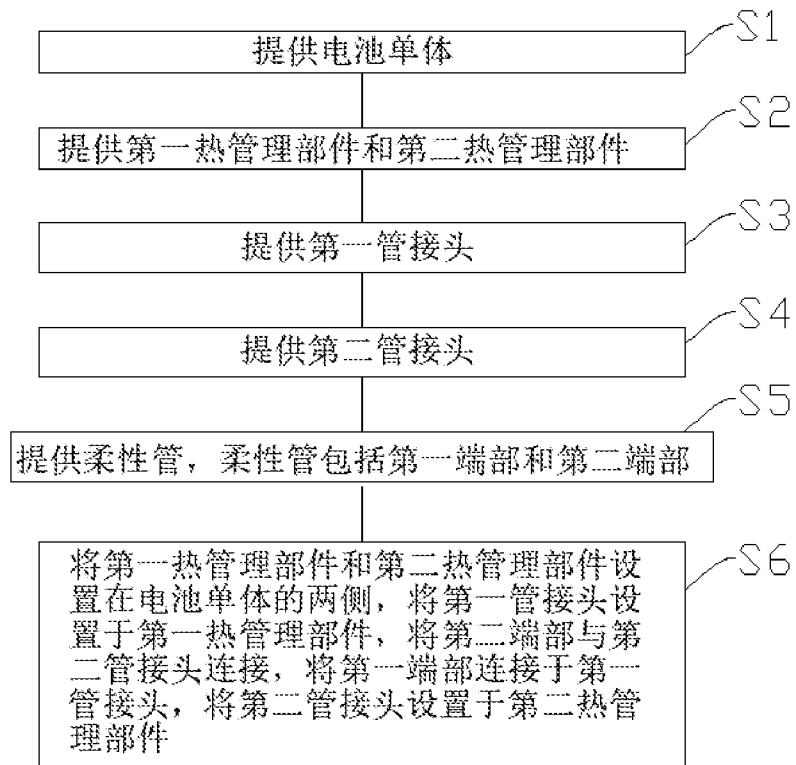 S1
提供电池单体
S2
提供第一热管理部件和第二热管理部件
S3
提供第一管接头
S4
提供第二管接头
S5
提供柔性管，柔性管包括第一端部和第二端部
S6
将第一热管理部件和第二热管理部件设
置在电池单体的两侧，将第一管接头设
置于第一热管理部件，将第二端部与第
二管接头连接，将第一端部连接于第一
管接头，将第二管接头设置于第二热管
理部件